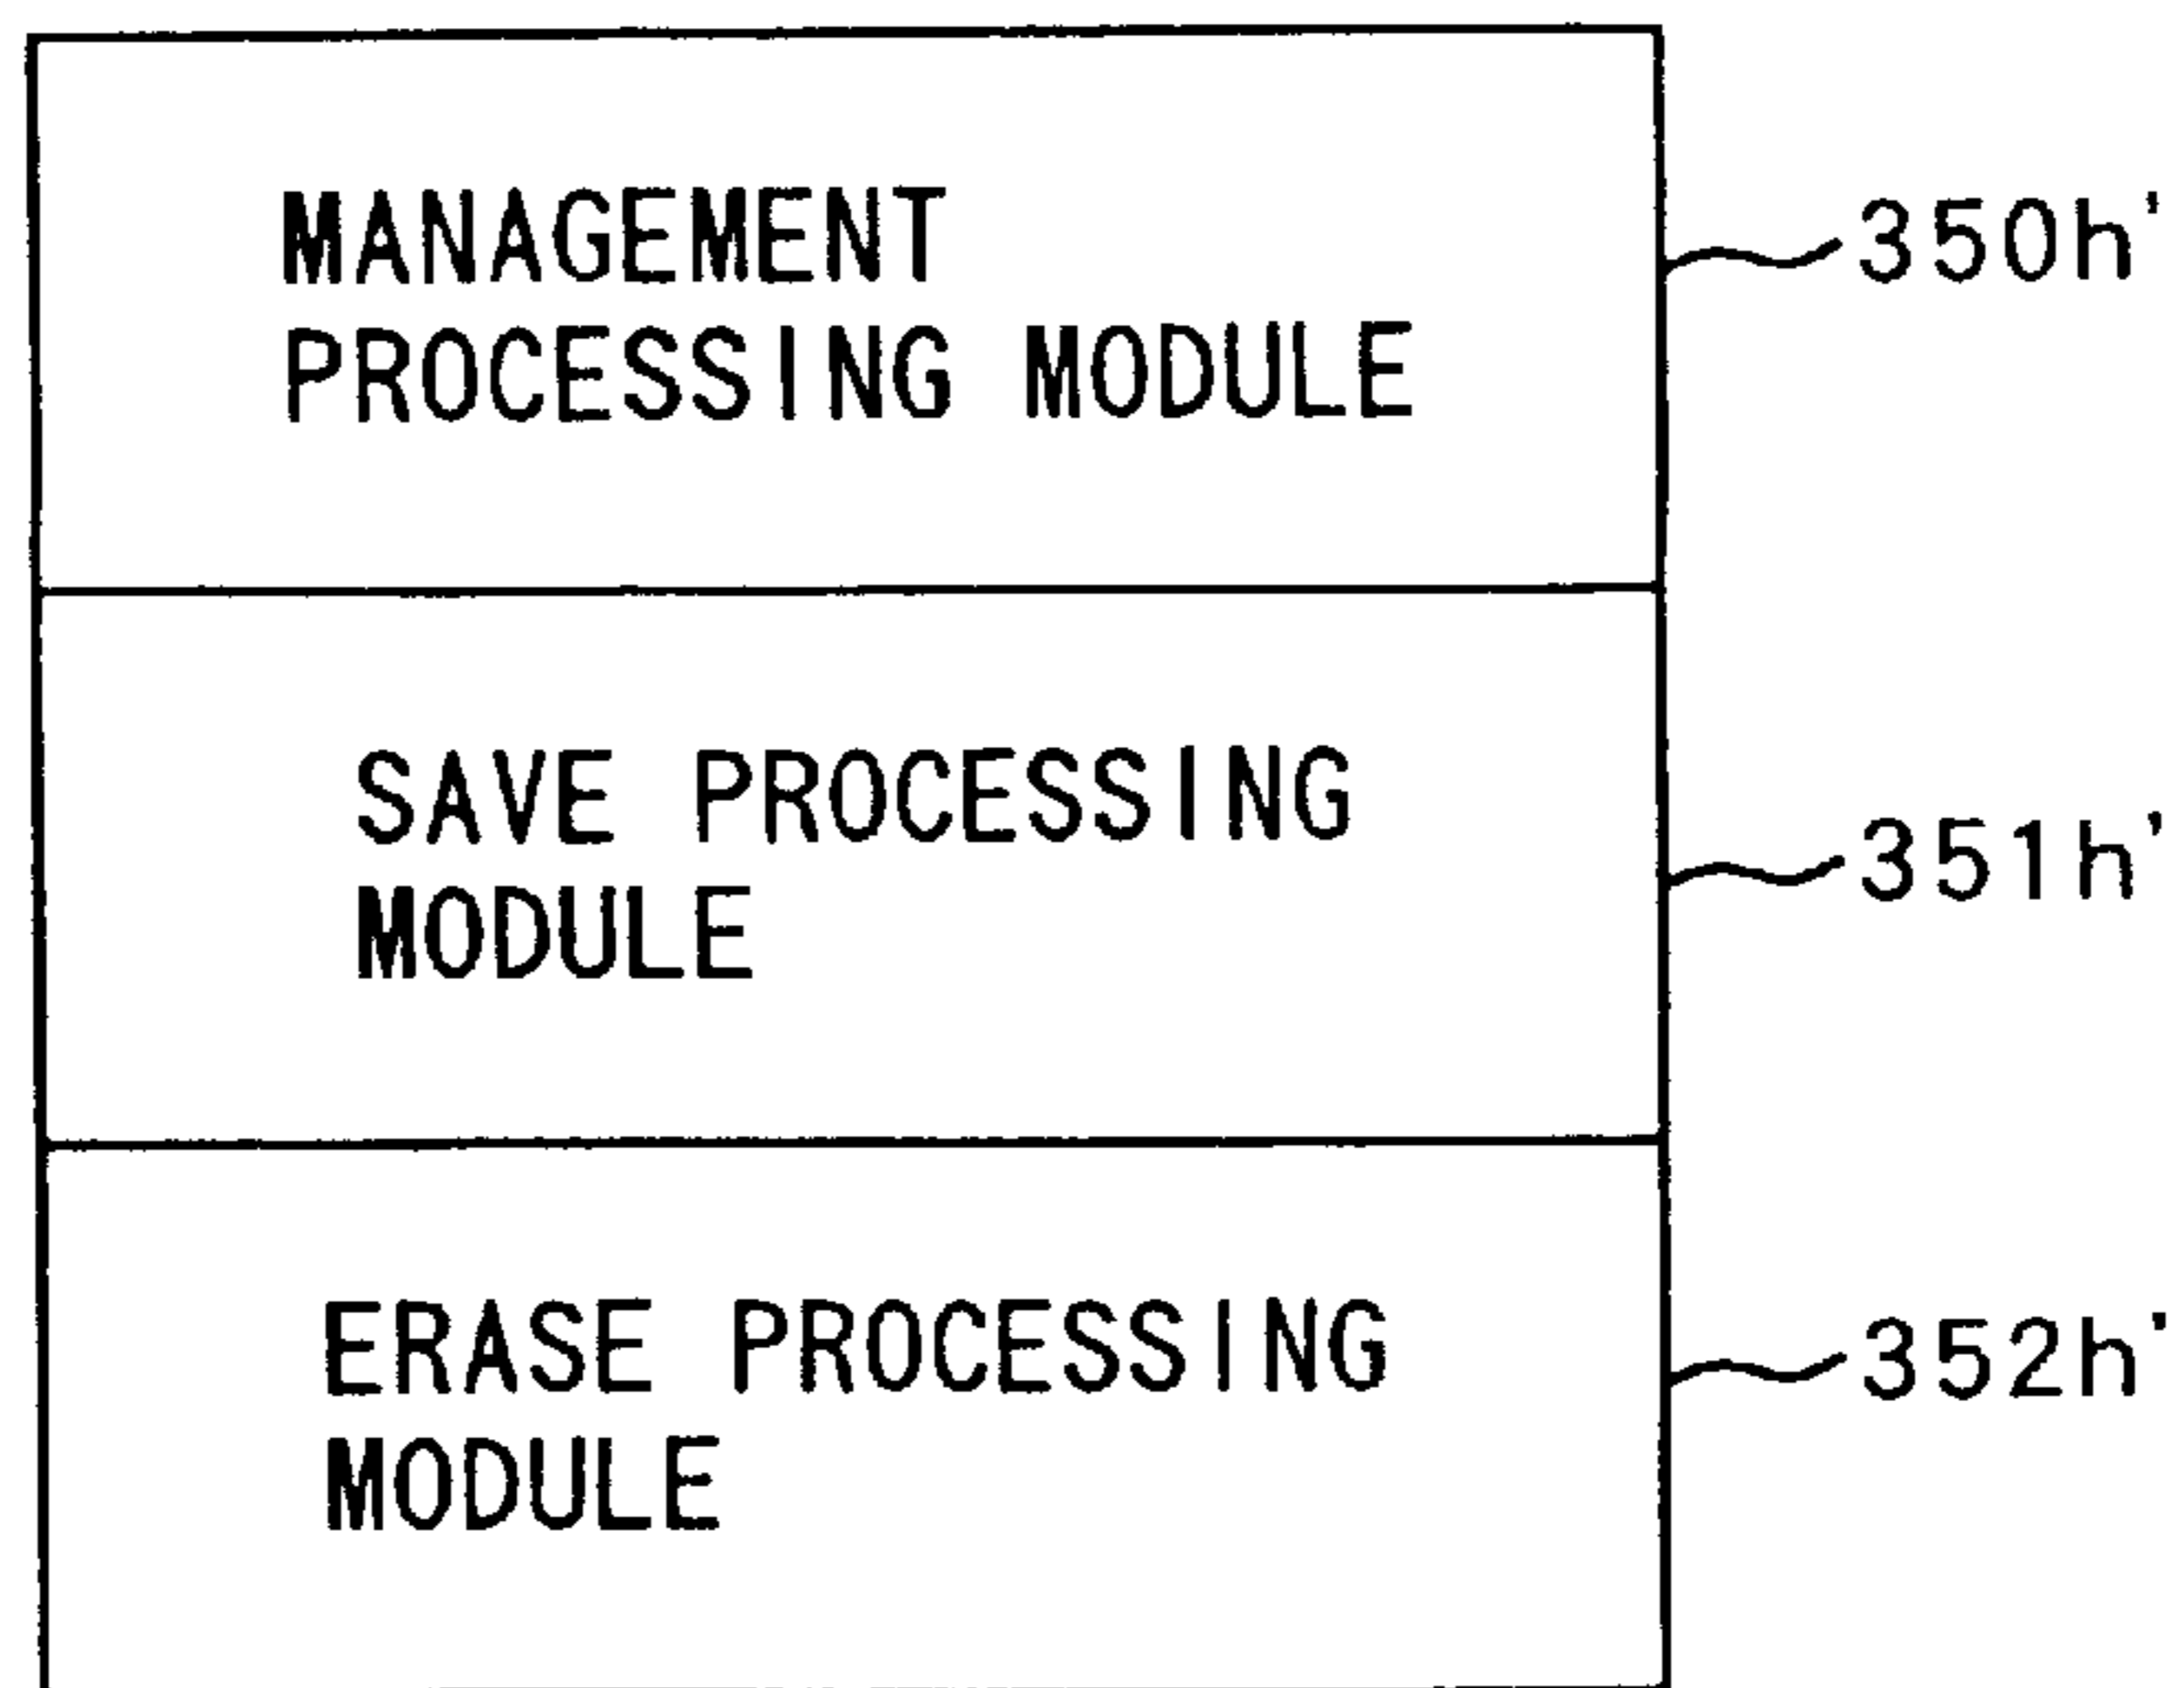 MANAGEMENT
PROCESSING MODULE
350h'
SAVE PROCESSING
MODULE
351h'
ERASE PROCESSING
MODULE
352h'